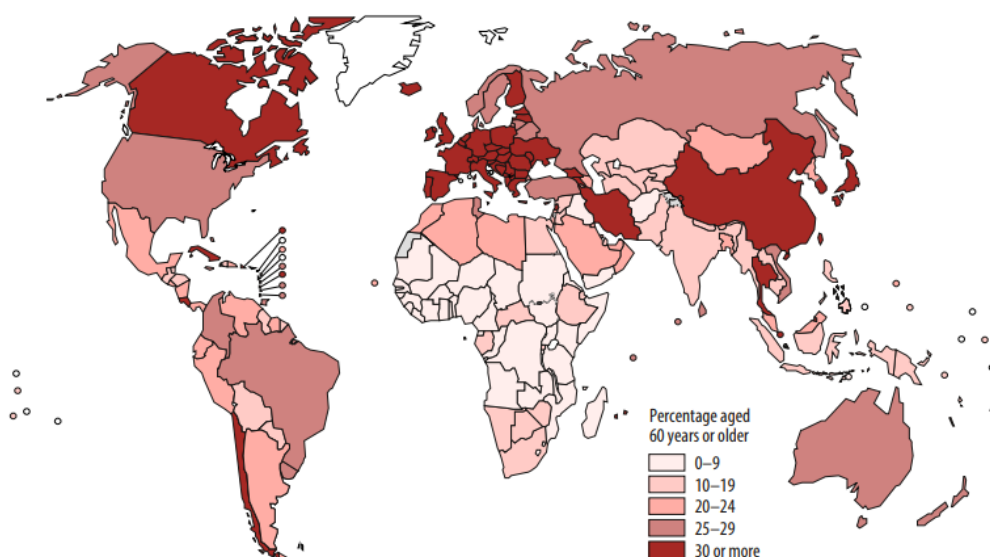 Percentage aged
60 years or older
0–9
10–19
20–24
25–29
30 or more